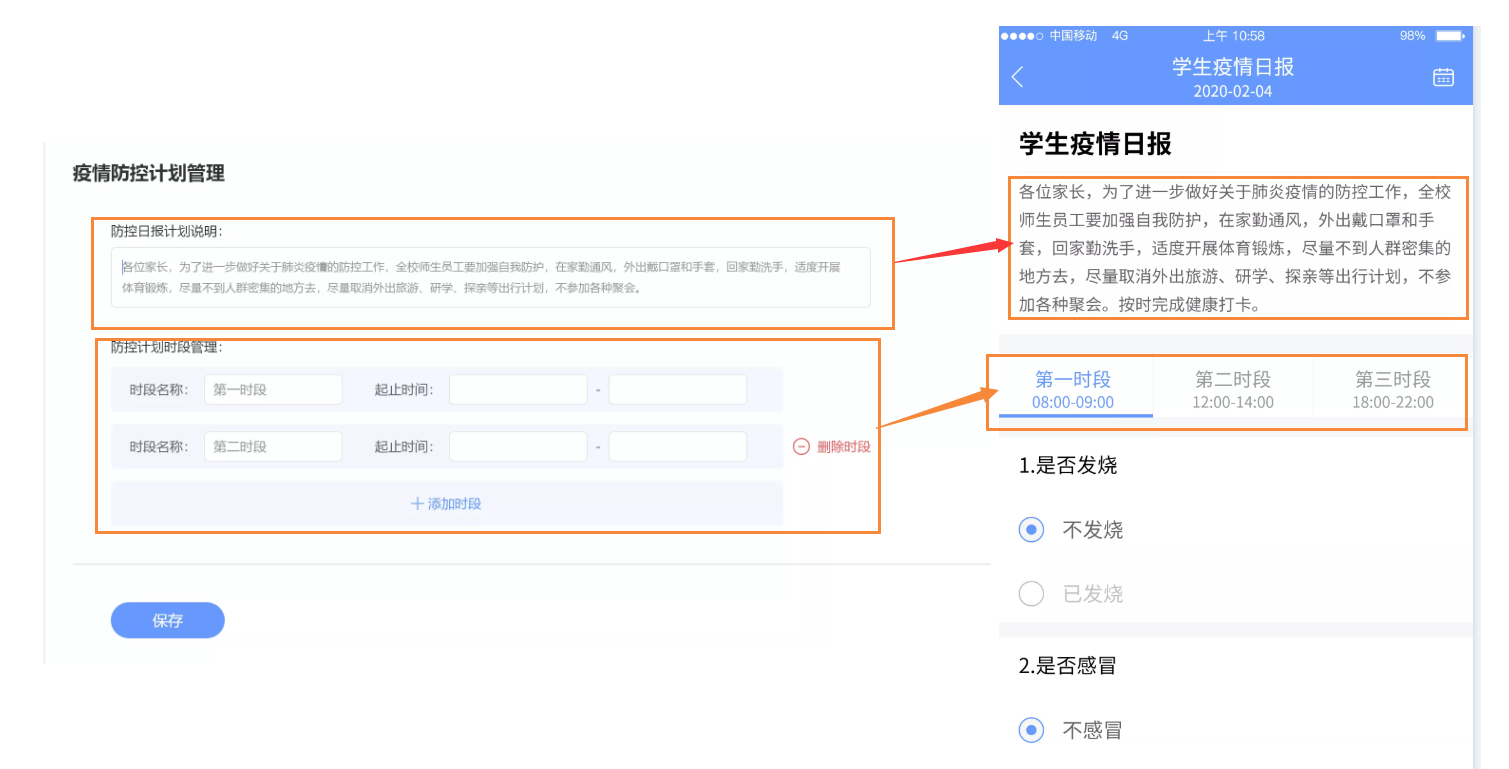 疫情防控计划管理
防控日报计划说明：
各位家长，为了进一步做好关于肺炎疫情的防控工作，全校师生员工要加强自我防护，在家勤通风，外出戴口罩和手套，回家勤洗手，适度开展
体育锻炼，尽量不到人群密集的地方去，尽量取消外出旅游、研学、探亲等出行计划，不参加各种聚会。
防控计划时段管理：
时段名称： 第一时段 起止时间： -
时段名称： 第二时段 起止时间： - 删除时段
＋添加时段
保存
中国移动 4G 上午 10:58 98%
学生疫情日报
2020-02-04
学生疫情日报
各位家长，为了进一步做好关于肺炎疫情的防控工作，全校
师生员工要加强自我防护，在家勤通风，外出戴口罩和手
套，回家勤洗手，适度开展体育锻炼，尽量不到人群密集的
地方去，尽量取消外出旅游、研学、探亲等出行计划，不参
加各种聚会。按时完成健康打卡。
第一时段 第二时段 第三时段
08:00-09:00 12:00-14:00 18:00-22:00
1.是否发烧
不发烧
已发烧
2.是否感冒
不感冒